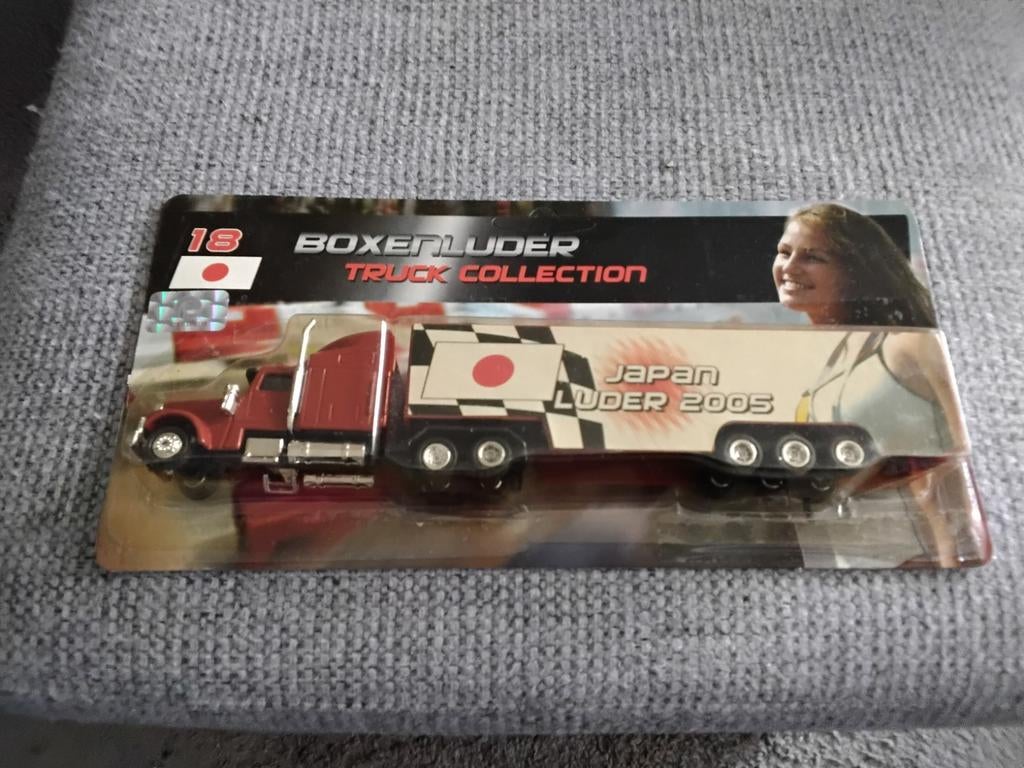 18
BOXENLUDER
TRUCK COLLECTION
Japan
LUDER 2005